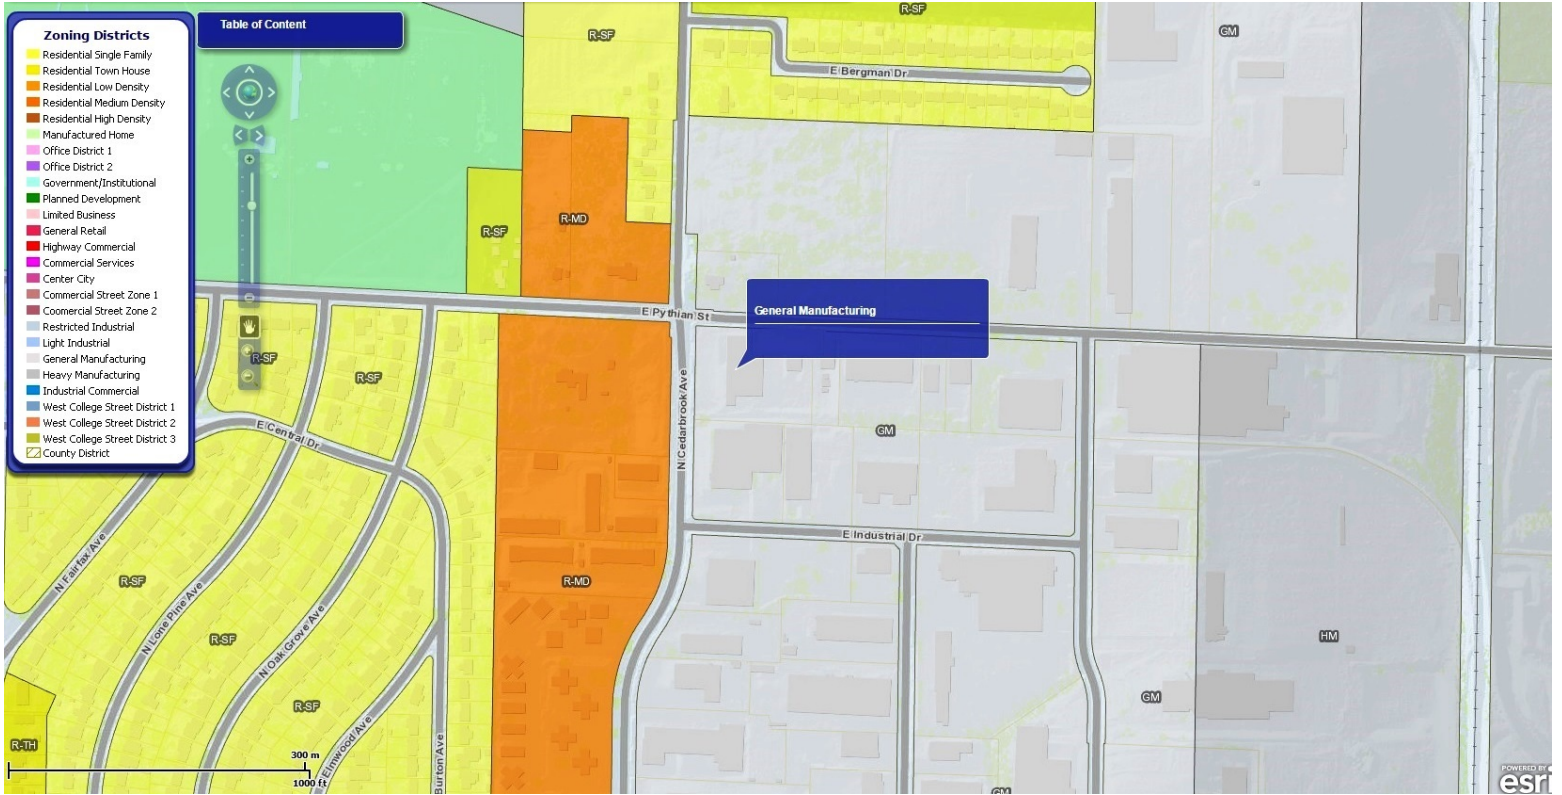 Zoning Districts
Residential Single Family
Residential Town House
Residential Low Density
Residential Medium Density
Residential High Density
Manufactured Home
Office District 1
Office District 2
Government/Institutional
Planned Development
Limited Business
General Retail
Highway Commercial
Commercial Services
Center City
Commercial Street Zone 1
Coomercial Street Zone 2
Restricted Industrial
Light Industrial
General Manufacturing
Heavy Manufacturing
Industrial Commercial
West College Street District 1
West College Street District 2
West College Street District 3
County District
Table of Content
R-SF
R-SF
GM
E Bergman Dr
R-MD
R-SF
E Pythian St
General Manufacturing
R-SF
R-SF
N Cedarbrook Ave
E Central Dr
GM
E Industrial Dr
N Fairfax Ave
R-SF
R-MD
N Lone Pine Ave
R-SF
N Oak Grove Ave
HM
R-SF
GM
R-TH
Elmwood Ave
Burton Ave
300 m
1000 ft
GM
POWERED BY
esri